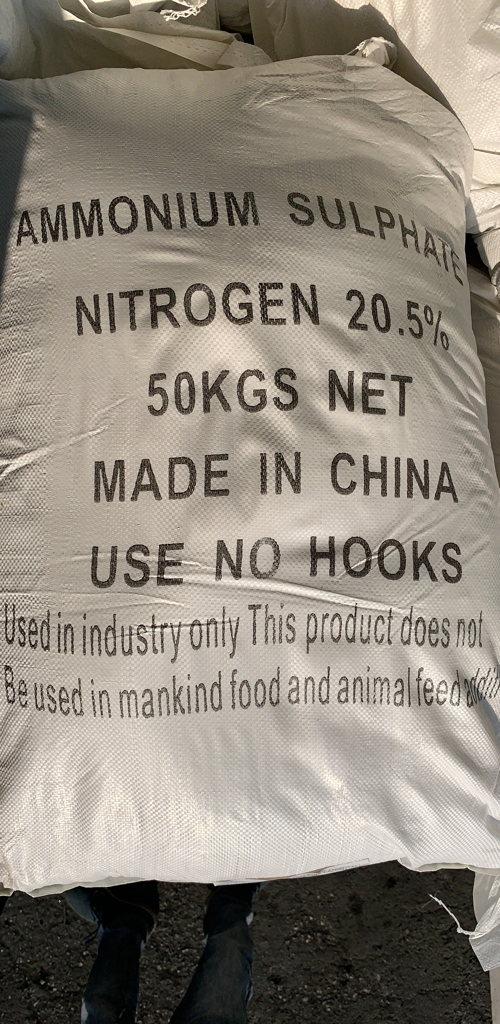 AMMONIUM SULPHATE
NITROGEN 20.5%
50KGS NET
MADE IN CHINA
USE NO HOOKS
Used in industry only This product does not
Be used in mankind food and animal feed